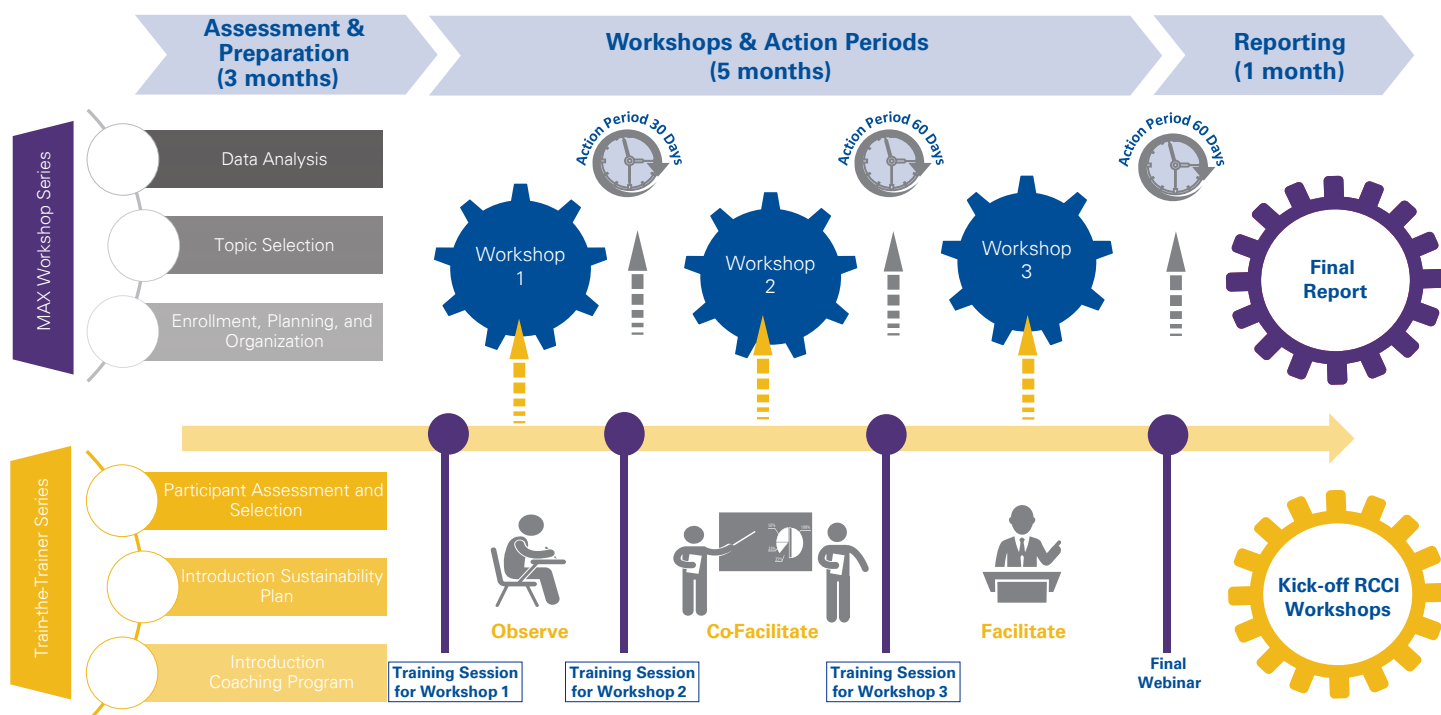 Assessment &
Preparation
(3 months)
Workshops & Action Periods
(5 months)
Reporting
(1 month)
MAX Workshop Series
Data Analysis
Topic Selection
Enrollment, Planning, and
Organization
Action Period 30 Days
Action Period 60 Days
Action Period 60 Days
Workshop
1
Workshop
2
Workshop
3
Final
Report
Train-the-Trainer Series
Participant Assessment and
Selection
Introduction Sustainability
Plan
Introduction
Coaching Program
Observe
Co-Facilitate
Facilitate
Kick-off RCCI
Workshops
Training Session
for Workshop 1
Training Session
for Workshop 2
Training Session
for Workshop 3
Final
Webinar